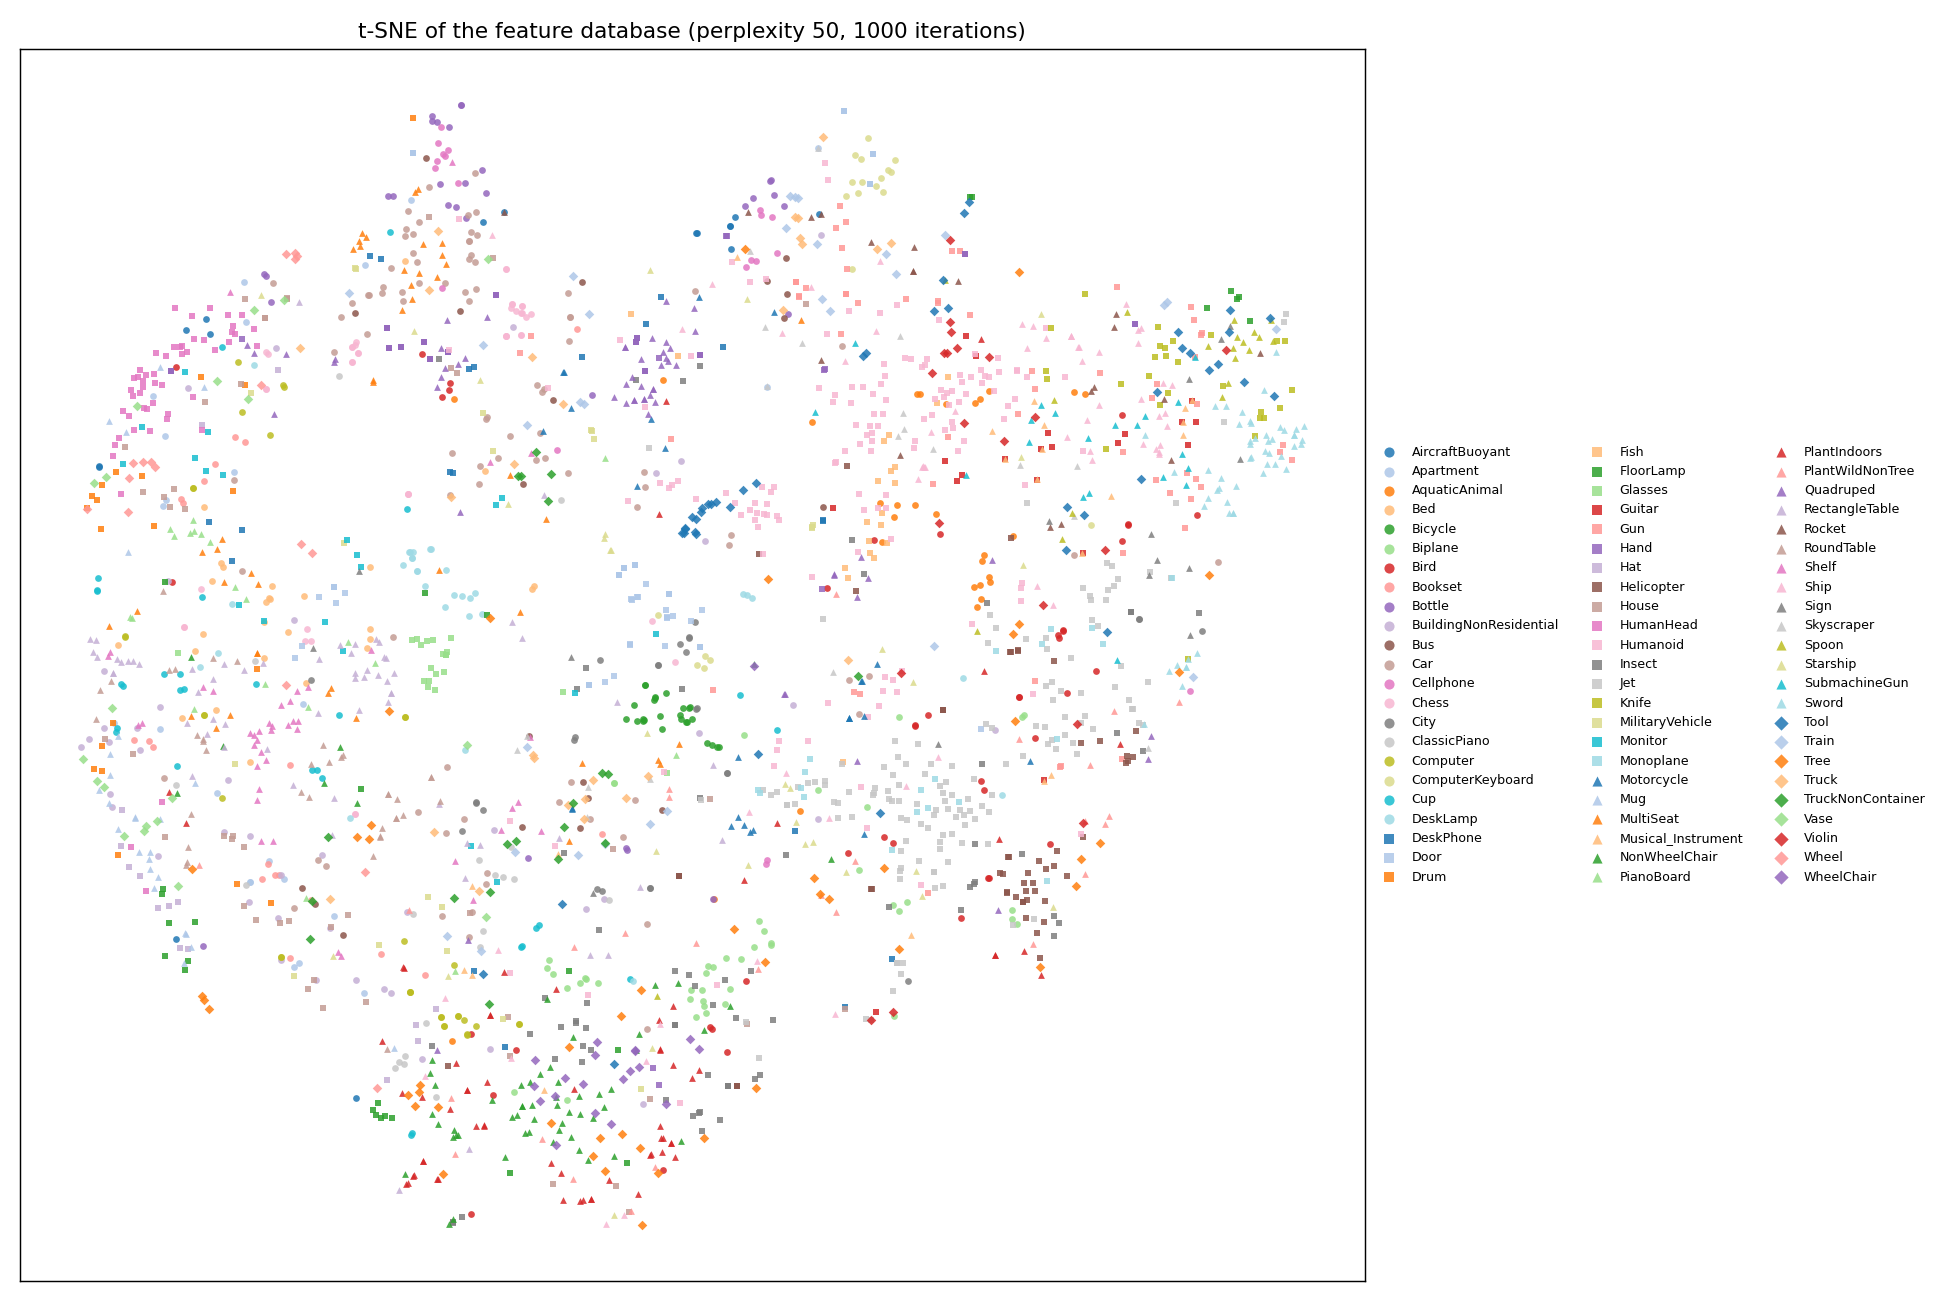 t-SNE of the feature database (perplexity 50, 1000 iterations)
AircraftBuoyant
Apartment
AquaticAnimal
Bed
Bicycle
Biplane
Bird
Bookset
Bottle
BuildingNonResidential
Bus
Car
Cellphone
Chess
City
ClassicPiano
Computer
ComputerKeyboard
Cup
DeskLamp
DeskPhone
Door
Drum
Fish
FloorLamp
Glasses
Guitar
Gun
Hand
Hat
Helicopter
House
HumanHead
Humanoid
Insect
Jet
Knife
MilitaryVehicle
Monitor
Monoplane
Motorcycle
Mug
MultiSeat
Musical_Instrument
NonWheelChair
PianoBoard
PlantIndoors
PlantWildNonTree
Quadruped
RectangleTable
Rocket
RoundTable
Shelf
Ship
Sign
Skyscraper
Spoon
Starship
SubmachineGun
Sword
Tool
Train
Tree
Truck
TruckNonContainer
Vase
Violin
Wheel
WheelChair